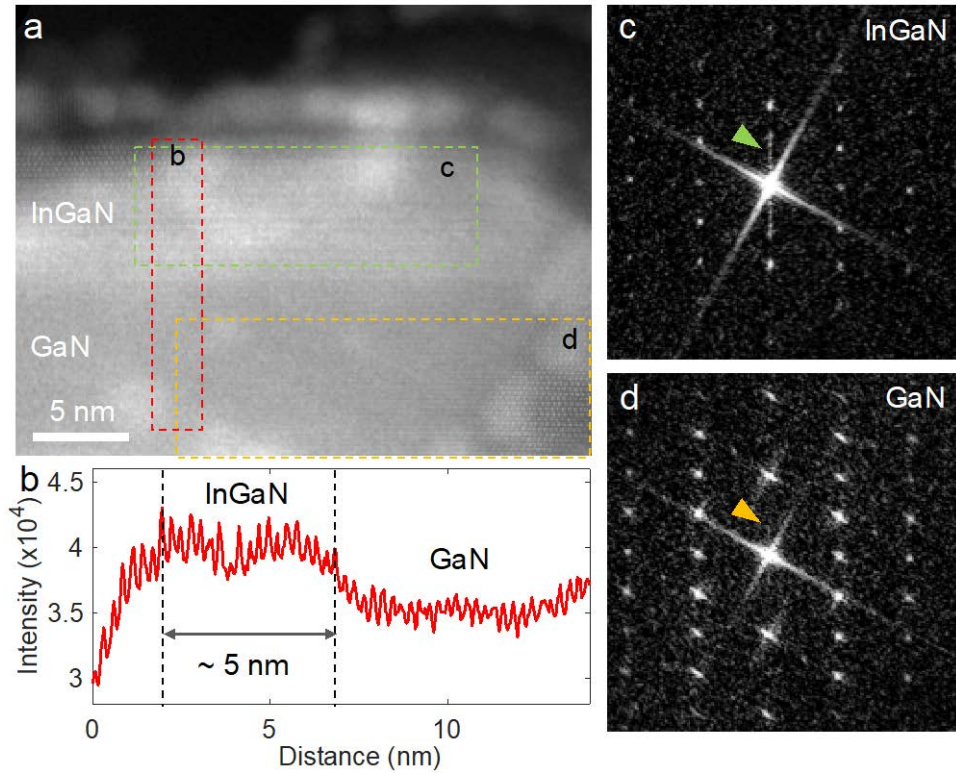 a
b
c
InGaN
GaN
d
5 nm
b
4.5
4
3.5
3
Intensity (x10⁴)
InGaN
GaN
~ 5 nm
0
5
10
Distance (nm)
c
InGaN
d
GaN